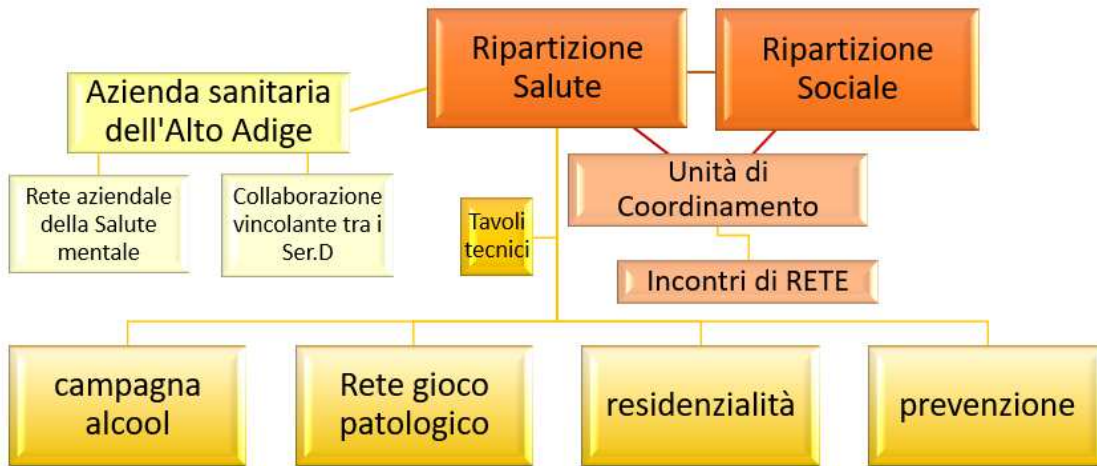 Ripartizione
Salute
Ripartizione
Sociale
Azienda sanitaria
dell'Alto Adige
Rete aziendale
della Salute
mentale
Collaborazione
vincolante tra i
Ser.D
Tavoli
tecnici
Unità di
Coordinamento
Incontri di RETE
campagna
alcool
Rete gioco
patologico
residenzialità
prevenzione